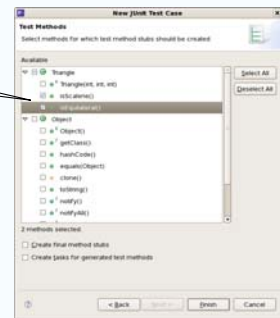 New JUnit Test Case
Test Methods
Select methods for which test method stubs should be created
Available
Triangle
Select All
Triangle(int, int, int)
Deselect All
isScalene()
isEquilateral()
Object
Object()
getClass()
hashCode()
equals(Object)
clone()
toString()
notify()
notifyAll()
2 methods selected.
Create final method stubs
Create tasks for generated test methods
< Back
Next >
Finish
Cancel